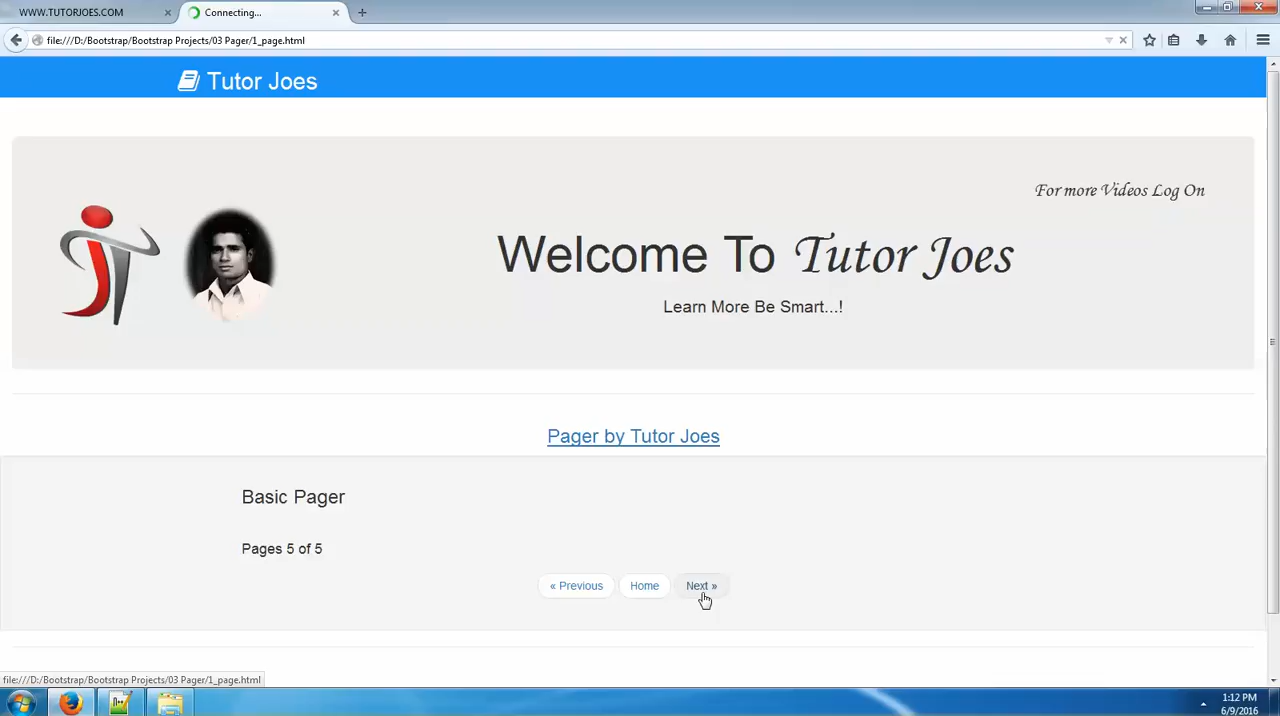 WWW.TUTORJOES.COM
Connecting...
file:///D:/Bootstrap/Bootstrap Projects/03 Pager/1_page.html
Tutor Joes
For more Videos Log On
Welcome To Tutor Joes
Learn More Be Smart...!
Pager by Tutor Joes
Basic Pager
Pages 5 of 5
« Previous
Home
Next »
file:///D:/Bootstrap/Bootstrap Projects/03 Pager/1_page.html
1:12 PM
6/9/2016